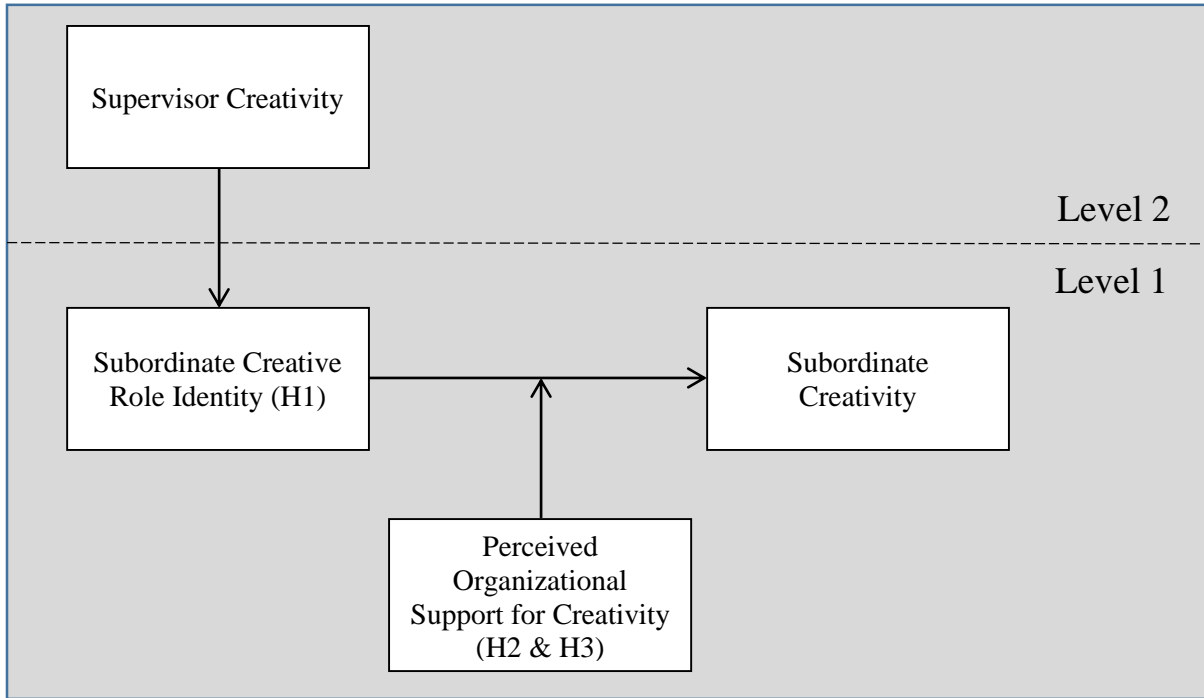 Supervisor Creativity
Level 2
Level 1
Subordinate Creative
Role Identity (H1)
Subordinate
Creativity
Perceived
Organizational
Support for Creativity
(H2 & H3)